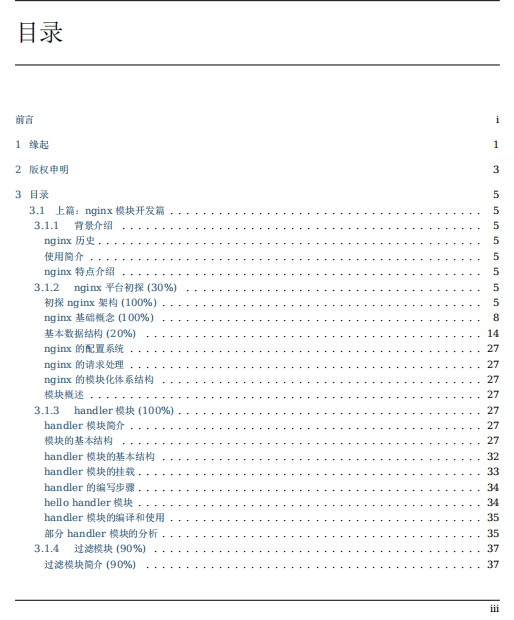 目录
前言 i
1 缘起 1
2 版权申明 3
3 目录 5
3.1 上篇：nginx 模块开发篇 . . . . . . . . . . . . . . . . . . . . . . . . . . . . . . 5
3.1.1 背景介绍 . . . . . . . . . . . . . . . . . . . . . . . . . . . . . . 5
nginx 历史 . . . . . . . . . . . . . . . . . . . . . . . . . . . . . . 5
使用简介 . . . . . . . . . . . . . . . . . . . . . . . . . . . . . . 5
nginx 特点介绍 . . . . . . . . . . . . . . . . . . . . . . . . . . . . . . 5
3.1.2 nginx 平台初探 (30%) . . . . . . . . . . . . . . . . . . . . . . . . . . . . . . 5
初探 nginx 架构 (100%) . . . . . . . . . . . . . . . . . . . . . . . . . . . . . . 5
nginx 基础概念 (100%) . . . . . . . . . . . . . . . . . . . . . . . . . . . . . . 8
基本数据结构 (20%) . . . . . . . . . . . . . . . . . . . . . . . . . . . . . . 14
nginx 的配置系统 . . . . . . . . . . . . . . . . . . . . . . . . . . . . . . 27
nginx 的请求处理 . . . . . . . . . . . . . . . . . . . . . . . . . . . . . . 27
nginx 的模块化体系结构 . . . . . . . . . . . . . . . . . . . . . . . . . . . . . . 27
模块概述 . . . . . . . . . . . . . . . . . . . . . . . . . . . . . . 27
3.1.3 handler 模块 (100%) . . . . . . . . . . . . . . . . . . . . . . . . . . . . . . 27
handler 模块简介 . . . . . . . . . . . . . . . . . . . . . . . . . . . . . . 27
模块的基本结构 . . . . . . . . . . . . . . . . . . . . . . . . . . . . . . 27
handler 模块的基本结构 . . . . . . . . . . . . . . . . . . . . . . . . . . . . . . 32
handler 模块的挂载 . . . . . . . . . . . . . . . . . . . . . . . . . . . . . . 33
handler 的编写步骤 . . . . . . . . . . . . . . . . . . . . . . . . . . . . . . 34
hello handler 模块 . . . . . . . . . . . . . . . . . . . . . . . . . . . . . . 34
handler 模块的编译和使用 . . . . . . . . . . . . . . . . . . . . . . . . . . . . . . 35
部分 handler 模块的分析 . . . . . . . . . . . . . . . . . . . . . . . . . . . . . . 35
3.1.4 过滤模块 (90%) . . . . . . . . . . . . . . . . . . . . . . . . . . . . . . 37
过滤模块简介 (90%) . . . . . . . . . . . . . . . . . . . . . . . . . . . . . . 37
iii